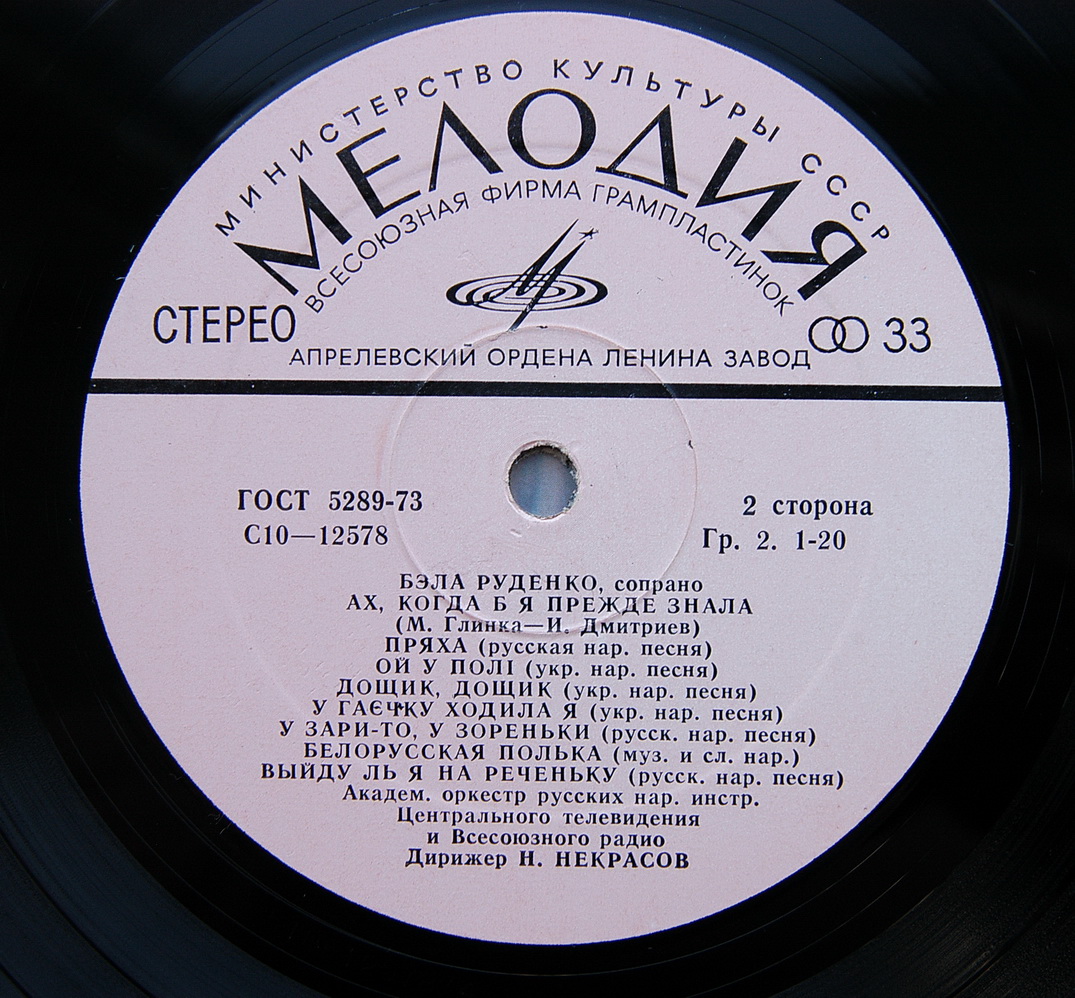 МИНИСТЕРСТВО КУЛЬТУРЫ СССР
МЕЛОДИЯ
ВСЕСОЮЗНАЯ ФИРМА ГРАМПЛАСТИНОК
СТЕРЕО
33
АПРЕЛЕВСКИЙ ОРДЕНА ЛЕНИНА ЗАВОД
ГОСТ 5289-73
2 сторона
С10—12578
Гр. 2. 1-20
БЭЛА РУДЕНКО, сопрано
АХ, КОГДА Б Я ПРЕЖДЕ ЗНАЛА
(М. Глинка—И. Дмитриев)
ПРЯХА (русская нар. песня)
ОЙ У ПОЛІ (укр. нар. песня)
ДОЩИК, ДОЩИК (укр. нар. песня)
У ГАЄЧКУ ХОДИЛА Я (укр. нар. песня)
У ЗАРИ-ТО, У ЗОРЕНЬКИ (русск. нар. песня)
БЕЛОРУССКАЯ ПОЛЬКА (муз. и сл. нар.)
ВЫЙДУ ЛЬ Я НА РЕЧЕНЬКУ (русск. нар. песня)
Академ. оркестр русских нар. инстр.
Центрального телевидения
и Всесоюзного радио
Дирижер Н. НЕКРАСОВ